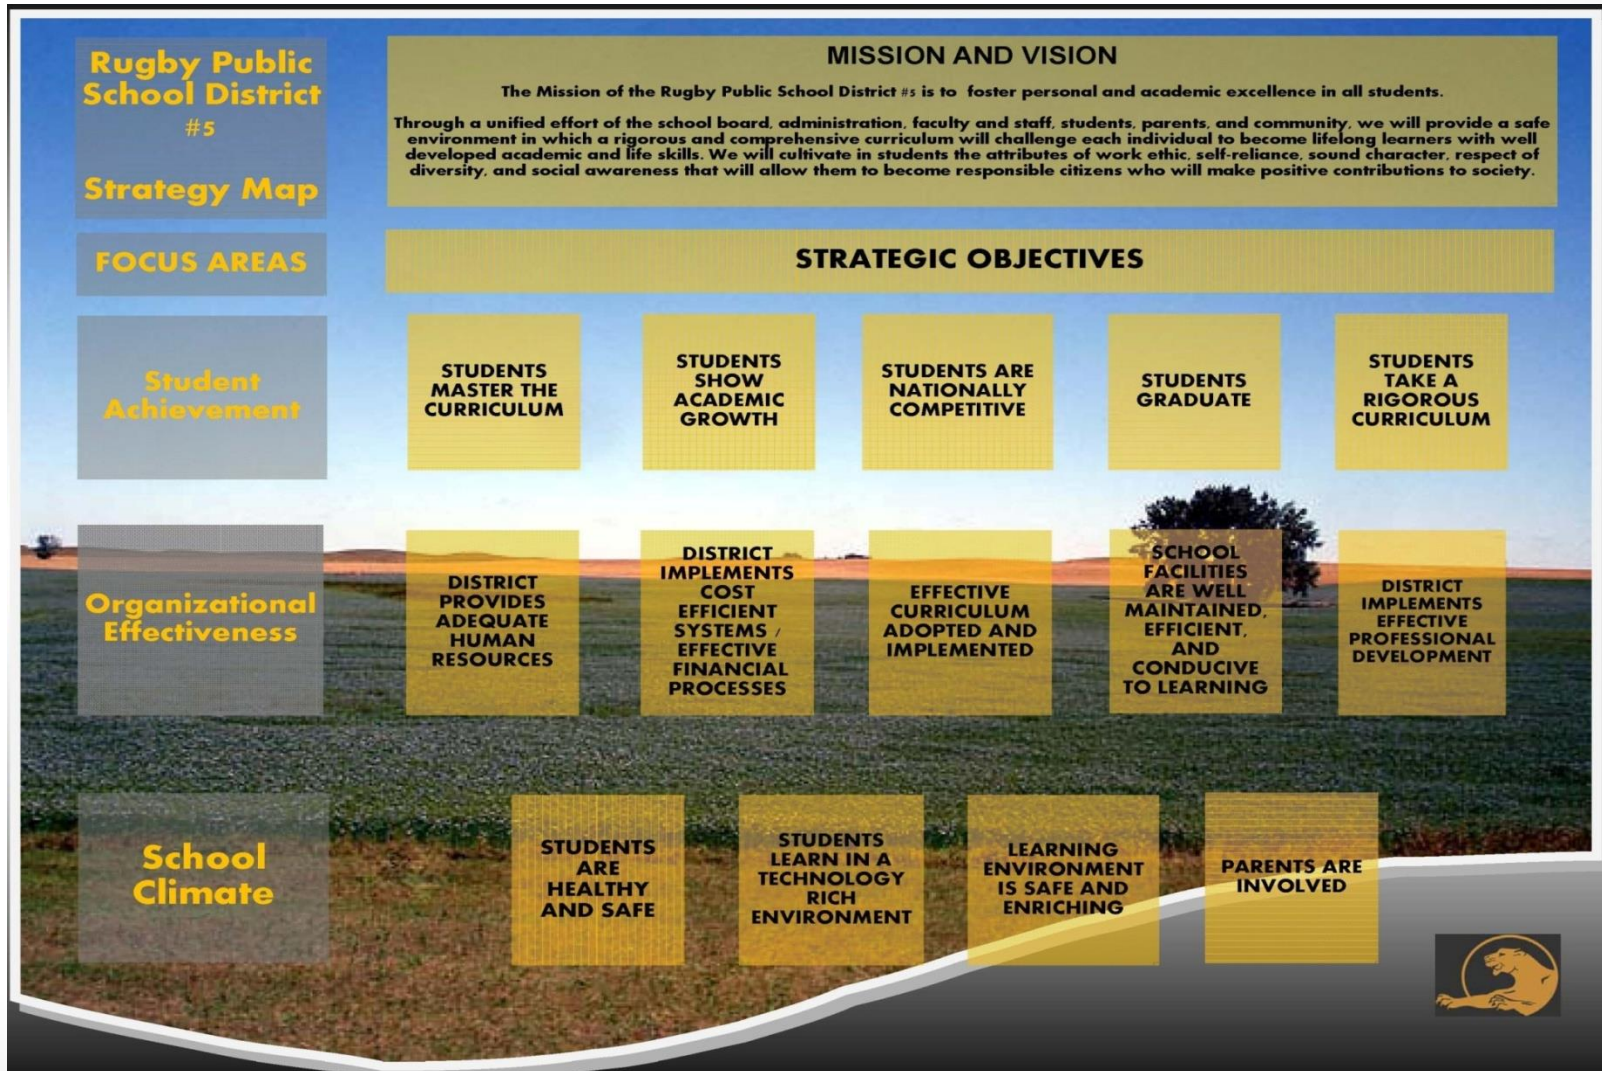 Rugby Public
School District
#5
Strategy Map
MISSION AND VISION
The Mission of the Rugby Public School District #5 is to foster personal and academic excellence in all students.
Through a unified effort of the school board, administration, faculty and staff, students, parents, and community, we will provide a safe
environment in which a rigorous and comprehensive curriculum will challenge each individual to become lifelong learners with well
developed academic and life skills. We will cultivate in students the attributes of work ethic, self-reliance, sound character, respect of
diversity, and social awareness that will allow them to become responsible citizens who will make positive contributions to society.
FOCUS AREAS
STRATEGIC OBJECTIVES
Student
Achievement
STUDENTS
MASTER THE
CURRICULUM
STUDENTS
SHOW
ACADEMIC
GROWTH
STUDENTS ARE
NATIONALLY
COMPETITIVE
STUDENTS
GRADUATE
STUDENTS
TAKE A
RIGOROUS
CURRICULUM
Organizational
Effectiveness
DISTRICT
PROVIDES
ADEQUATE
HUMAN
RESOURCES
DISTRICT
IMPLEMENTS
COST
EFFICIENT
SYSTEMS /
EFFECTIVE
FINANCIAL
PROCESSES
EFFECTIVE
CURRICULUM
ADOPTED AND
IMPLEMENTED
SCHOOL
FACILITIES
ARE WELL
MAINTAINED,
EFFICIENT,
AND
CONDUCIVE
TO LEARNING
DISTRICT
IMPLEMENTS
EFFECTIVE
PROFESSIONAL
DEVELOPMENT
School
Climate
STUDENTS
ARE
HEALTHY
AND SAFE
STUDENTS
LEARN IN A
TECHNOLOGY
RICH
ENVIRONMENT
LEARNING
ENVIRONMENT
IS SAFE AND
ENRICHING
PARENTS ARE
INVOLVED